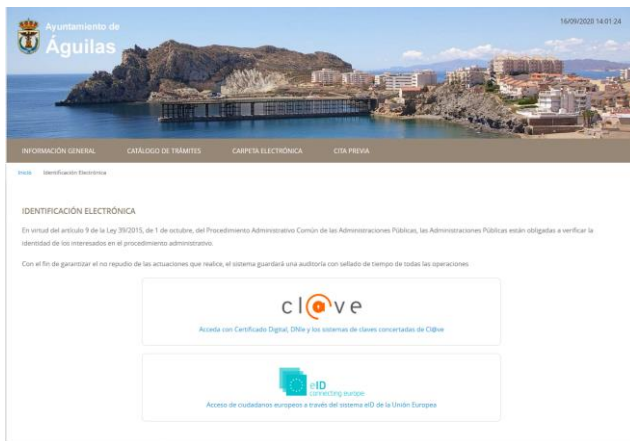 Ayuntamiento de
Águilas
16/09/2020 14:01:24
INFORMACIÓN GENERAL CATÁLOGO DE TRÁMITES CARPETA ELECTRÓNICA CITA PREVIA
Inicio Identificación Electrónica
IDENTIFICACIÓN ELECTRÓNICA
En virtud del artículo 9 de la Ley 39/2015, de 1 de octubre, del Procedimiento Administrativo Común de las Administraciones Públicas, las Administraciones Públicas están obligadas a verificar la
identidad de los interesados en el procedimiento administrativo.
Con el fin de garantizar el no repudio de las actuaciones que realice, el sistema guardará una auditoría con sellado de tiempo de todas las operaciones
cl@ve
Acceda con Certificado Digital, DNIe y los sistemas de claves concertadas de Cl@ve
eID
connecting europe
Acceso de ciudadanos europeos a través del sistema eID de la Unión Europea